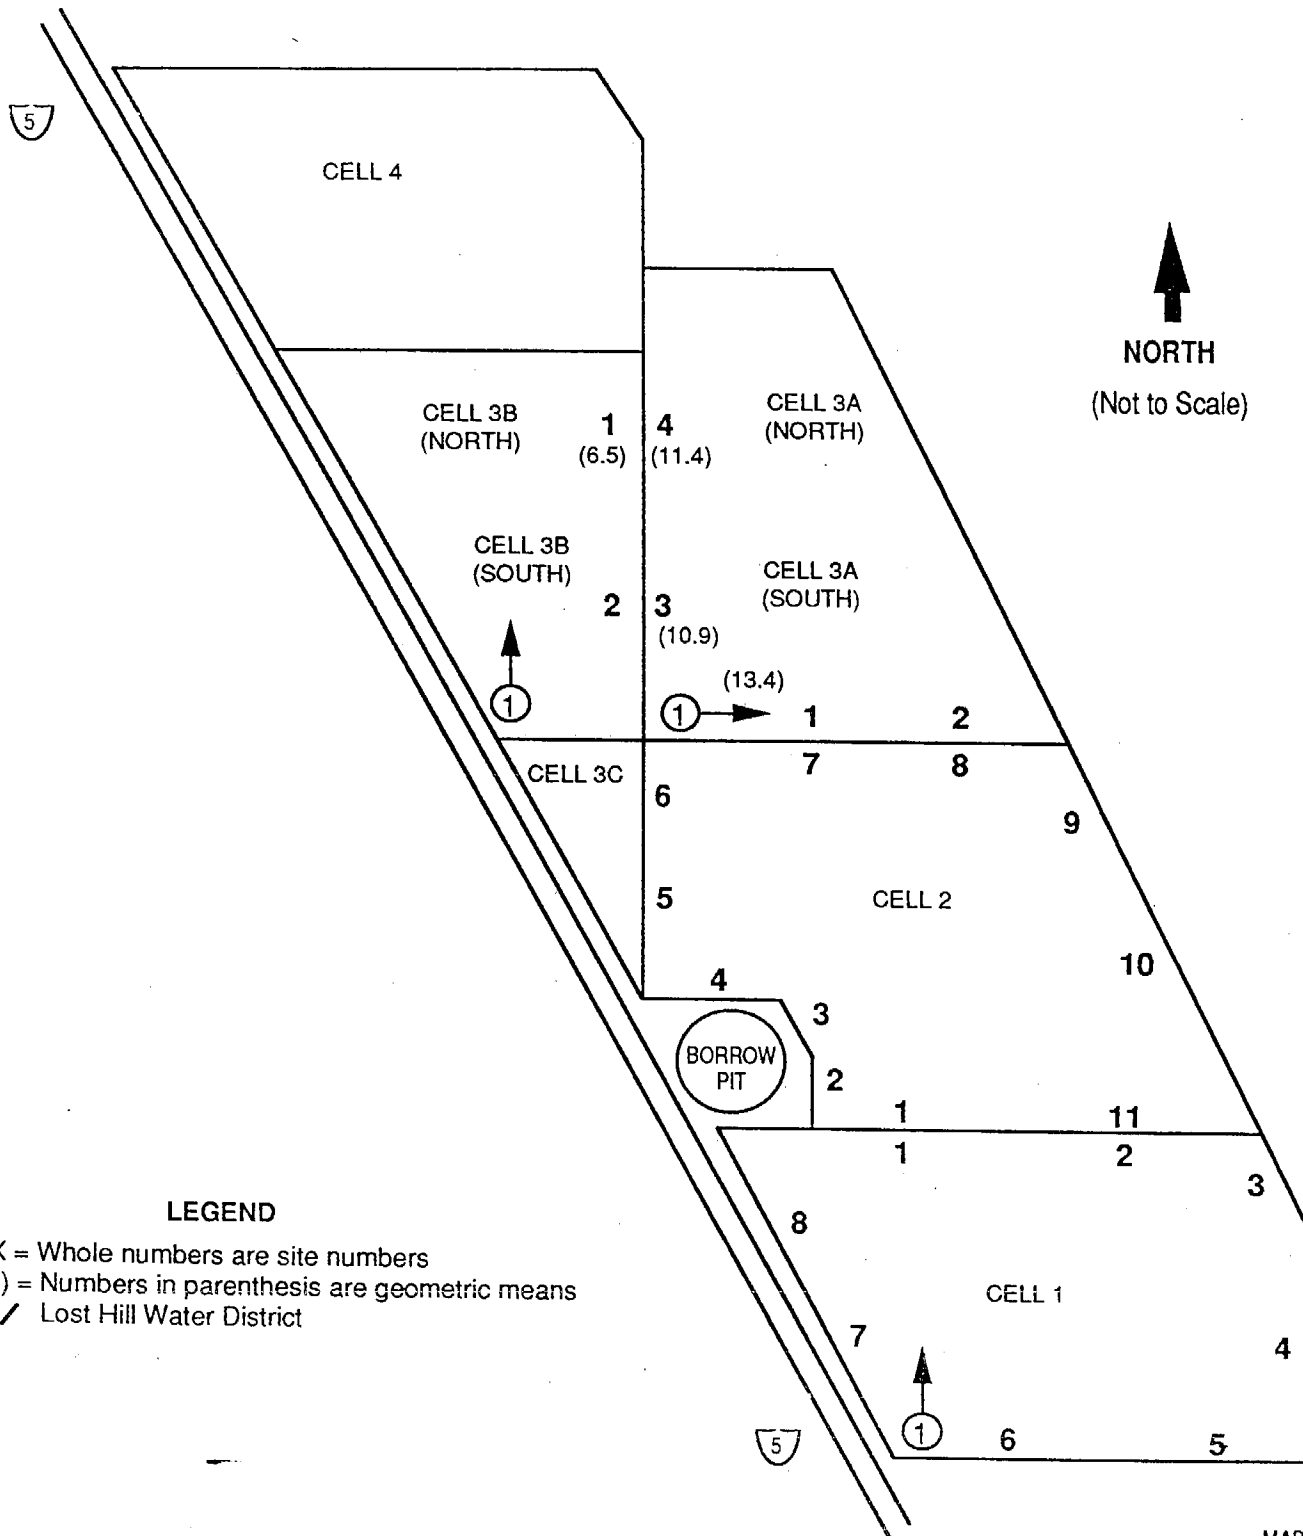 5
CELL 4
NORTH
(Not to Scale)
CELL 3B
(NORTH)
1
(6.5)
4
(11.4)
CELL 3A
(NORTH)
CELL 3B
(SOUTH)
CELL 3A
(SOUTH)
2
3
(10.9)
(13.4)
1
1
1
2
CELL 3C
7
8
6
9
5
CELL 2
10
4
3
BORROW
PIT
2
1
11
1
2
3
LEGEND
8
= Whole numbers are site numbers
) = Numbers in parenthesis are geometric means
Lost Hill Water District
CELL 1
7
4
1
6
5
5